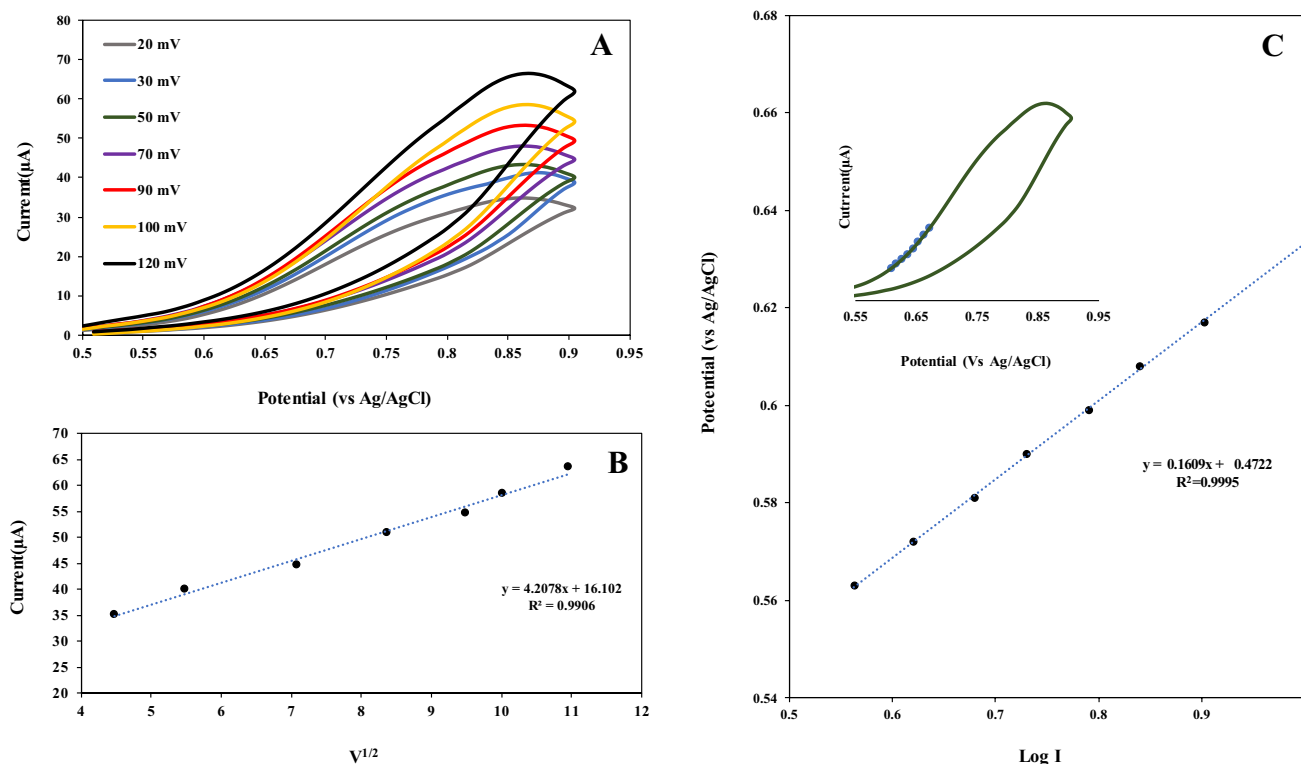 A
80
70
60
50
40
30
20
10
0
Current(µA)
20 mV
30 mV
50 mV
70 mV
90 mV
100 mV
120 mV
0.5 0.55 0.6 0.65 0.7 0.75 0.8 0.85 0.9 0.95
Potential (vs Ag/AgCl)
B
70
65
60
55
50
45
40
35
30
25
20
Current(µA)
y = 4.2078x + 16.102
R² = 0.9906
4 5 6 7 8 9 10 11 12
V^1/2
C
0.68
0.66
0.64
0.62
0.6
0.58
0.56
0.54
Poteential (vs Ag/AgCl)
Cutrrent(µA)
0.55 0.65 0.75 0.85 0.95
Potential (Vs Ag/AgCl)
y = 0.1609x + 0.4722
R²=0.9995
0.5 0.6 0.7 0.8 0.9
Log I